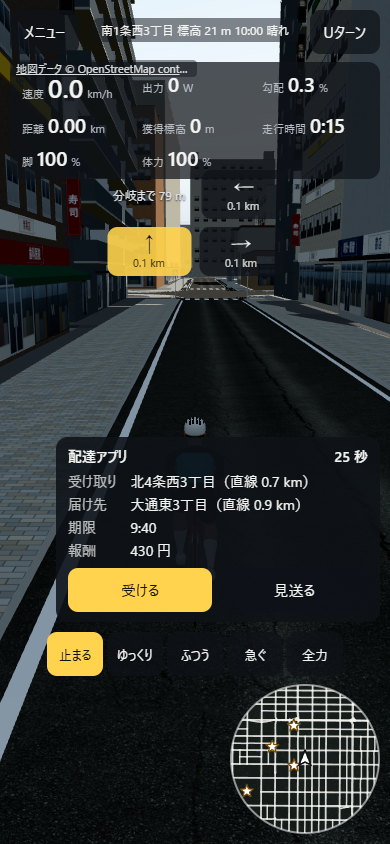 メニュー
南1条西3丁目 標高 21 m 10:00 晴れ
Uターン
地図データ © OpenStreetMap cont...
速度 0.0 km/h
出力 0 W
勾配 0.3 %
距離 0.00 km
獲得標高 0 m
走行時間 0:15
脚 100 %
体力 100 %
分岐まで 79 m
←
0.1 km
↑
0.1 km
→
0.1 km
寿司
配達アプリ
25 秒
受け取り 北4条西3丁目（直線 0.7 km）
届け先 大通東3丁目（直線 0.9 km）
期限 9:40
報酬 430 円
受ける
見送る
止まる
ゆっくり
ふつう
急ぐ
全力